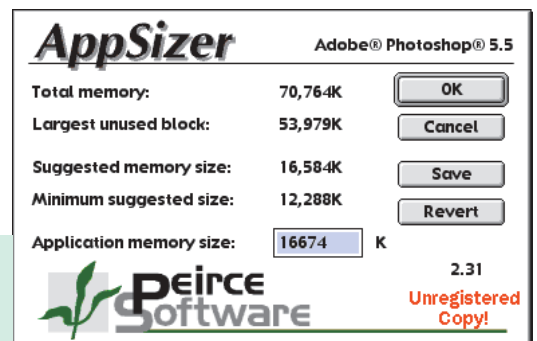 AppSizer Adobe® Photoshop® 5.5
Total memory: 70,764K OK
Largest unused block: 53,979K Cancel
Suggested memory size: 16,584K Save
Minimum suggested size: 12,288K Revert
Application memory size: 16674 K
2.31
Peirce
Software
Unregistered
Copy!